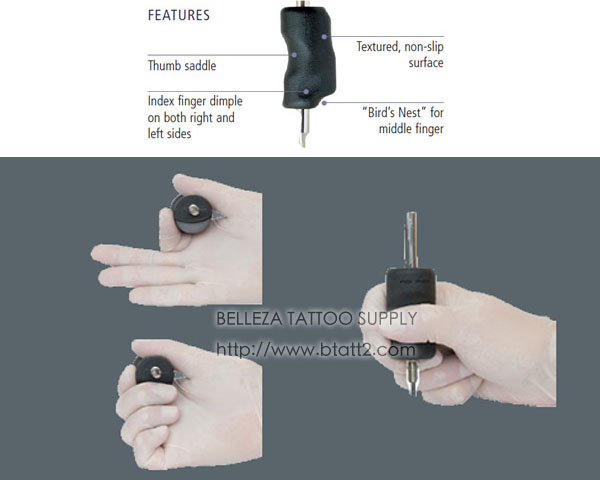 FEATURES
Thumb saddle
Index finger dimple
on both right and
left sides
Textured, non-slip
surface
"Bird's Nest" for
middle finger
BELLEZA TATTOO SUPPLY
http://www.btatt2.com